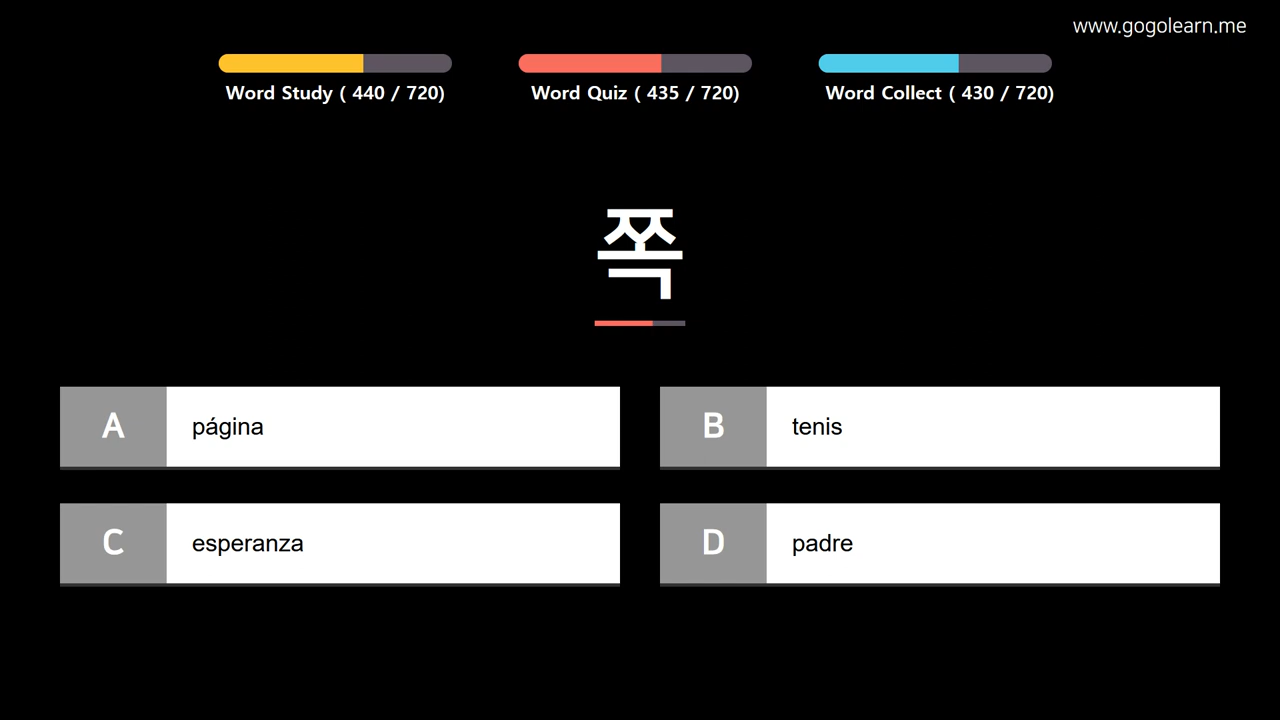 www.gogolearn.me
Word Study ( 440 / 720)
Word Quiz ( 435 / 720)
Word Collect ( 430 / 720)
쪽
A página
B tenis
C esperanza
D padre